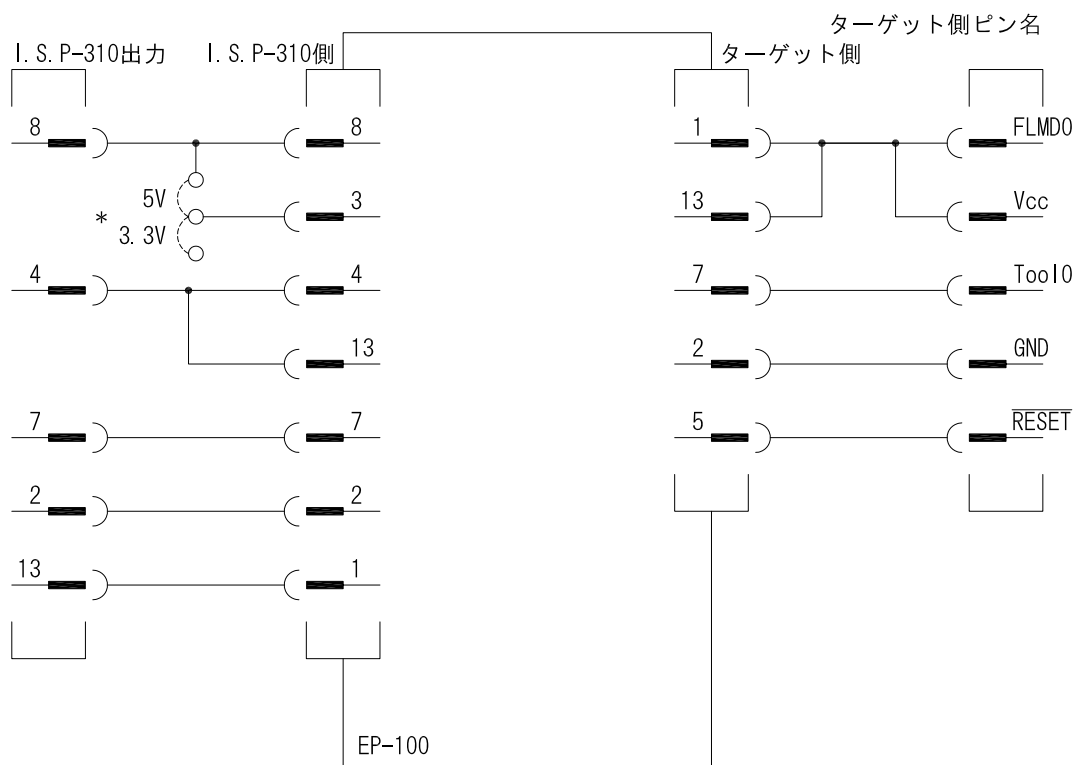 ターゲット側ピン名
I.S.P-310出力 I.S.P-310側 ターゲット側
8 8 1 FLMD0
5V 3 13 Vcc
* 3.3V
4 4 7 Tool0
13 2 GND
7 7 5 RESET
2 2
13 1
EP-100